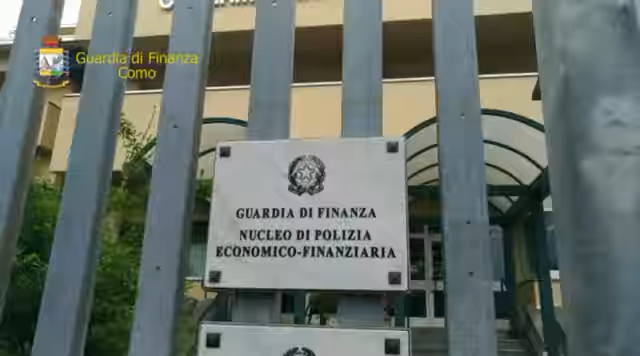 Guardia di Finanza
Como
GUARDIA DI FINANZA
NUCLEO DI POLIZIA
ECONOMICO-FINANZIARIA